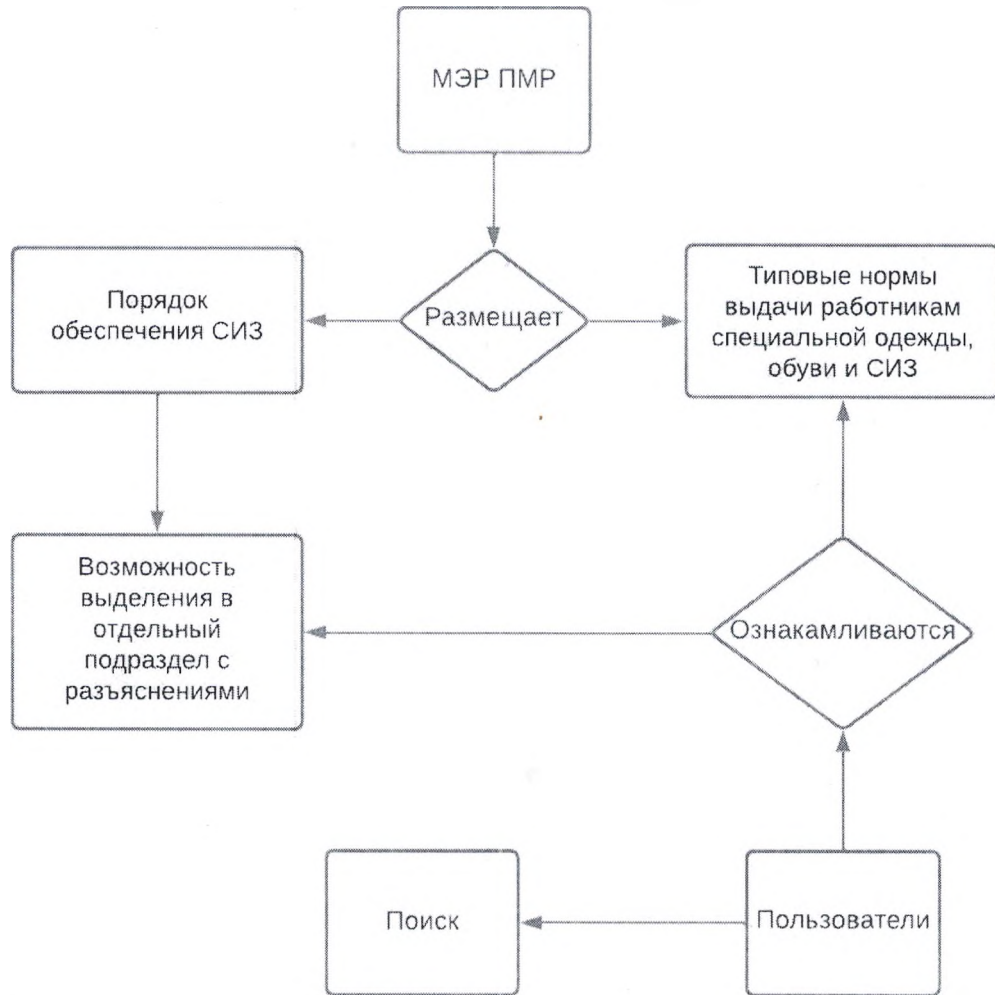 МЭР ПМР
Порядок
обеспечения СИЗ
Размещает
Типовые нормы
выдачи работникам
специальной одежды,
обуви и СИЗ
Возможность
выделения в
отдельный
подраздел с
разъяснениями
Ознакамливаются
Поиск
Пользователи